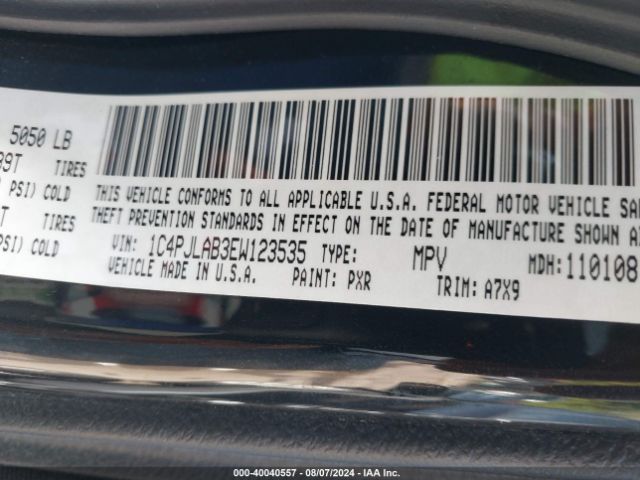 5050 LB
99T TIRES
PSI) COLD
T TIRES
PSI) COLD
THIS VEHICLE CONFORMS TO ALL APPLICABLE U.S.A. FEDERAL MOTOR VEHICLE SA
THEFT PREVENTION STANDARDS IN EFFECT ON THE DATE OF MANUFACTURE SHOWN A
VIN: 1C4PJLAB3EW123535 TYPE: MPV MDH:110108
VEHICLE MADE IN U.S.A. PAINT: PXR TRIM: A7X9
000-40040557 - 08/07/2024 - IAA Inc.